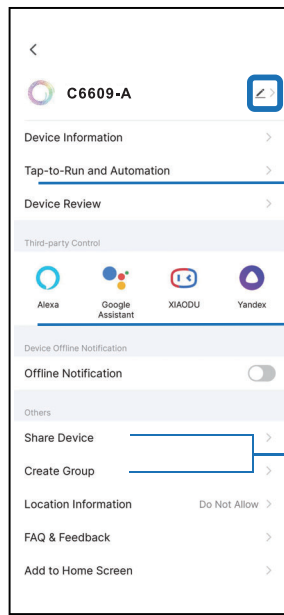 C6609-A
Device Information
Tap-to-Run and Automation
Device Review
Third-party Control
Alexa
Google
Assistant
XIAODU
Yandex
Device Offline Notification
Offline Notification
Others
Share Device
Create Group
Location Information Do Not Allow
FAQ & Feedback
Add to Home Screen